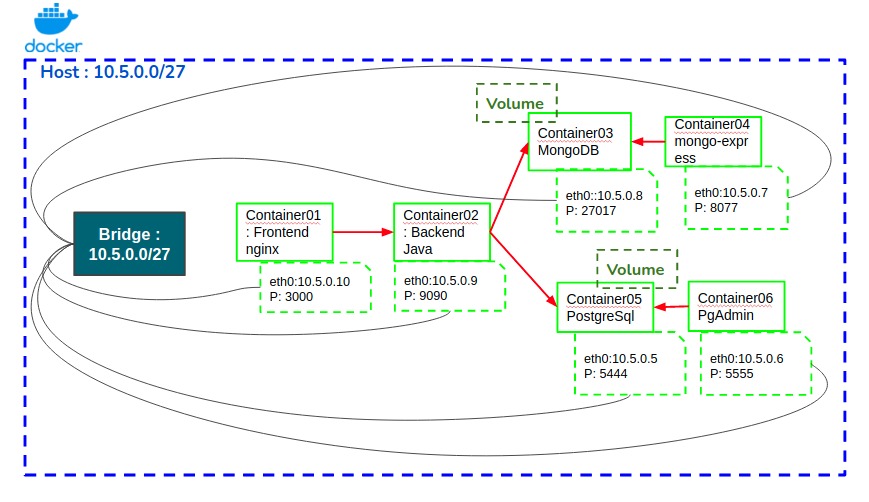 docker
Host : 10.5.0.0/27
Volume
Container03
MongoDB
Container04
mongo-expr
ess
eth0::10.5.0.8
P: 27017
eth0:10.5.0.7
P: 8077
Bridge :
10.5.0.0/27
Container01
: Frontend
nginx
Container02
: Backend
Java
eth0:10.5.0.10
P: 3000
eth0:10.5.0.9
P: 9090
Volume
Container05
PostgreSql
Container06
PgAdmin
eth0:10.5.0.5
P: 5444
eth0:10.5.0.6
P: 5555